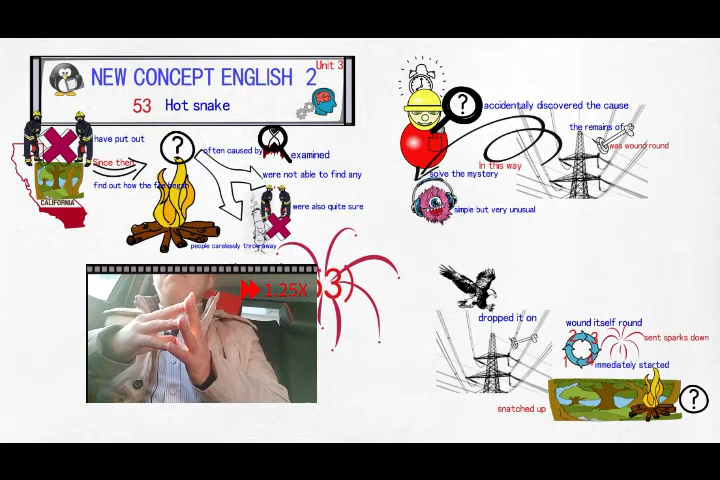 Unit 3
NEW CONCEPT ENGLISH 2
53 Hot snake
have put out
Since then
find out how the fire began
CALIFORNIA
?
often caused by
examined
were not able to find any
were also quite sure
people carelessly throw away
53)
1.25X
?
accidentally discovered the cause
the remains of
was wound round
In this way
solve the mystery
simple but very unusual
dropped it on
wound itself round
sent sparks down
immediately started
snatched up
?